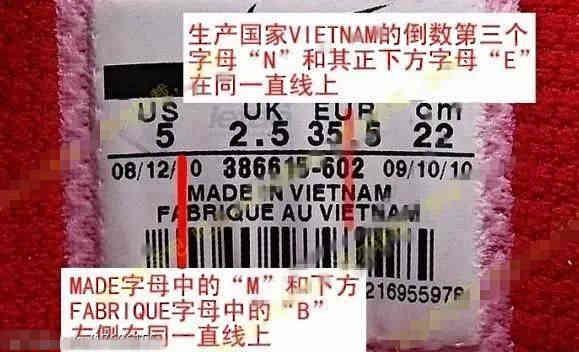 生产国家VIETNAM的倒数第三个
字母“N”和其正下方字母“E”
在同一直线上
US UK EUR cm
5 2.5 35.5 22
08/12/10 386615-602 09/10/10
MADE IN VIETNAM
FABRIQUE AU VIETNAM
216955978
MADE字母中的“M”和下方
FABRIQUE字母中的“B”
左侧在同一直线上